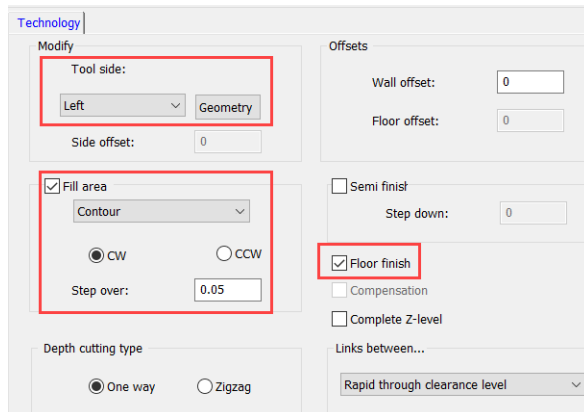 Technology
Modify
Tool side:
Left
Geometry
Side offset:
0
Offsets
Wall offset:
0
Floor offset:
0
Fill area
Contour
CW
CCW
Step over:
0.05
Semi finish
Step down:
0
Floor finish
Compensation
Complete Z-level
Depth cutting type
One way
Zigzag
Links between...
Rapid through clearance level